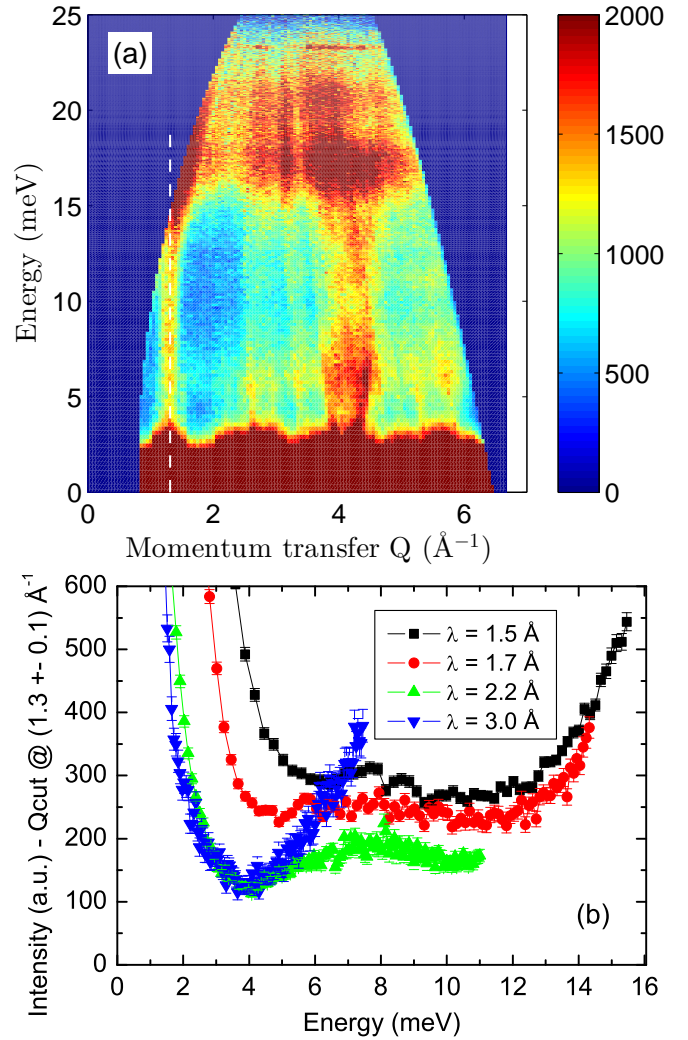 (a)
25
20
15
10
5
0
Energy (meV)
0 2 4 6
Momentum transfer Q (Å⁻¹)
2000
1500
1000
500
0
600
500
400
300
200
100
0
Intensity (a.u.) - Qcut @ (1.3 +- 0.1) Å⁻¹
λ = 1.5 Å
λ = 1.7 Å
λ = 2.2 Å
λ = 3.0 Å
(b)
0 2 4 6 8 10 12 14 16
Energy (meV)